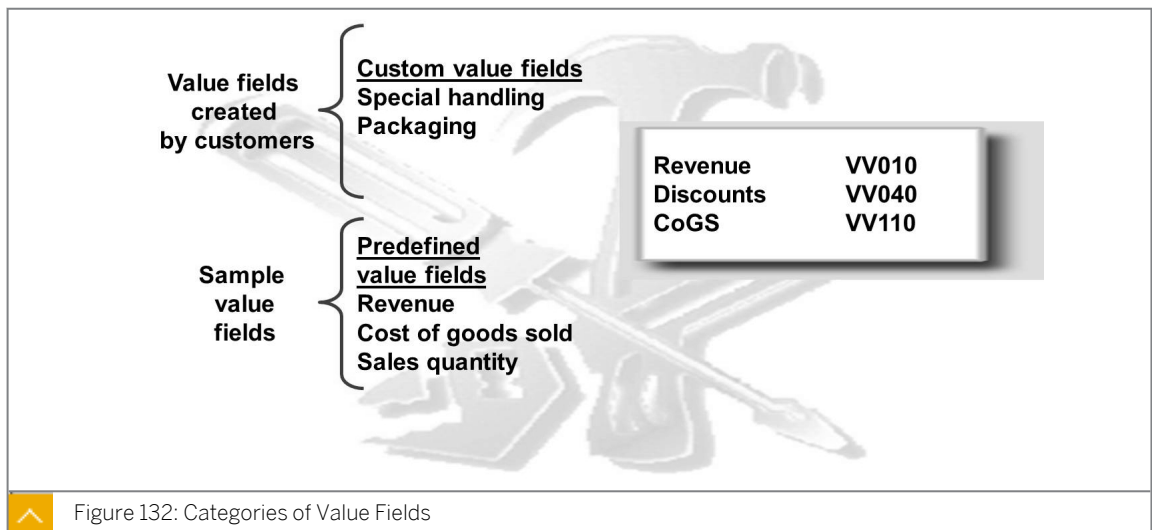 Value fields
created
by customers
Custom value fields
Special handling
Packaging
Revenue VV010
Discounts VV040
CoGS VV110
Sample
value
fields
Predefined
value fields
Revenue
Cost of goods sold
Sales quantity
Figure 132: Categories of Value Fields